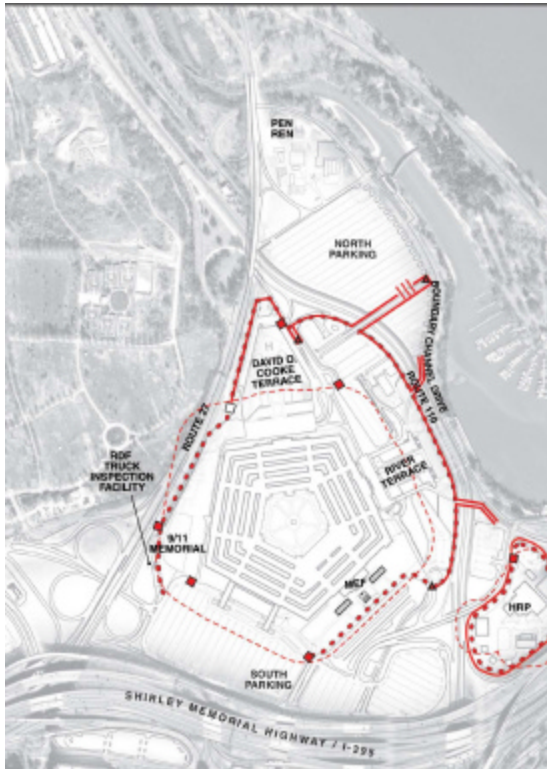 PEN
REN
NORTH
PARKING
BOUNDARY CHANNEL DRIVE
ROUTE 110
DAVID O.
COOKE
TERRACE
ROUTE 27
RDF
TRUCK
INSPECTION
FACILITY
RIVER
TERRACE
9/11
MEMORIAL
MEF
HRP
SOUTH
PARKING
SHIRLEY MEMORIAL HIGHWAY / I-395